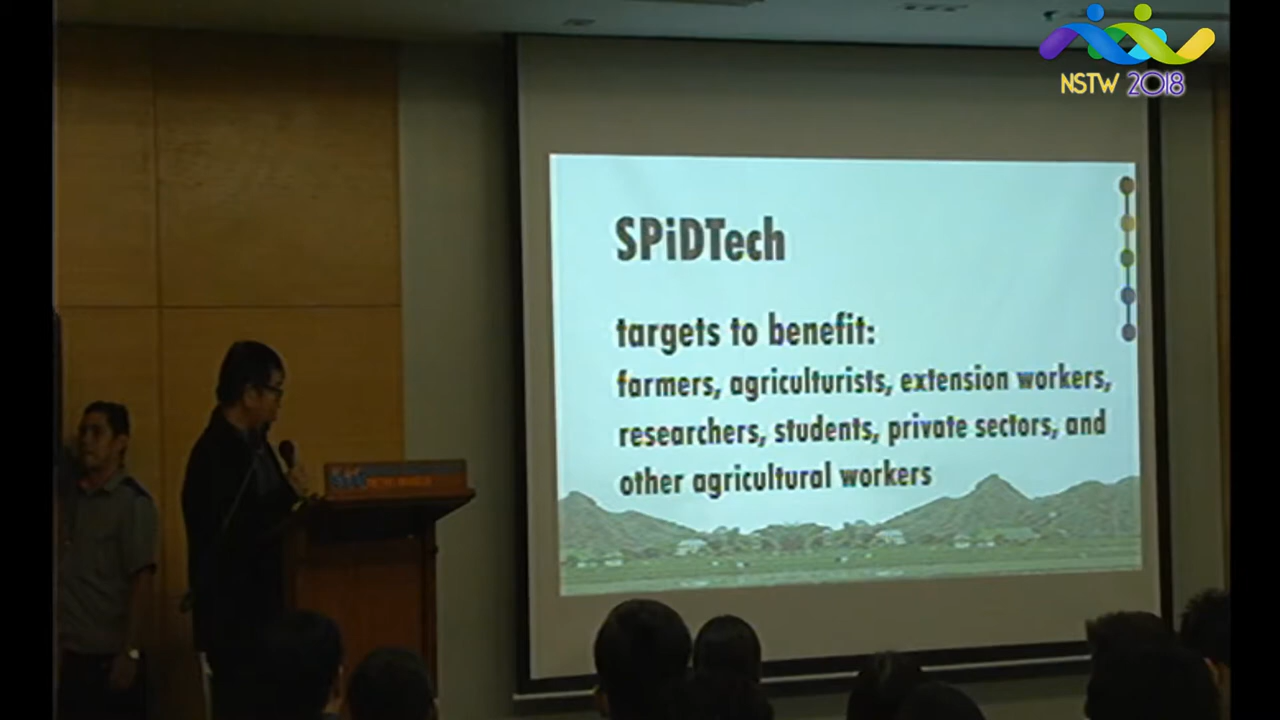 NSTW 2018
SPiDTech
targets to benefit:
farmers, agriculturists, extension workers,
researchers, students, private sectors, and
other agricultural workers